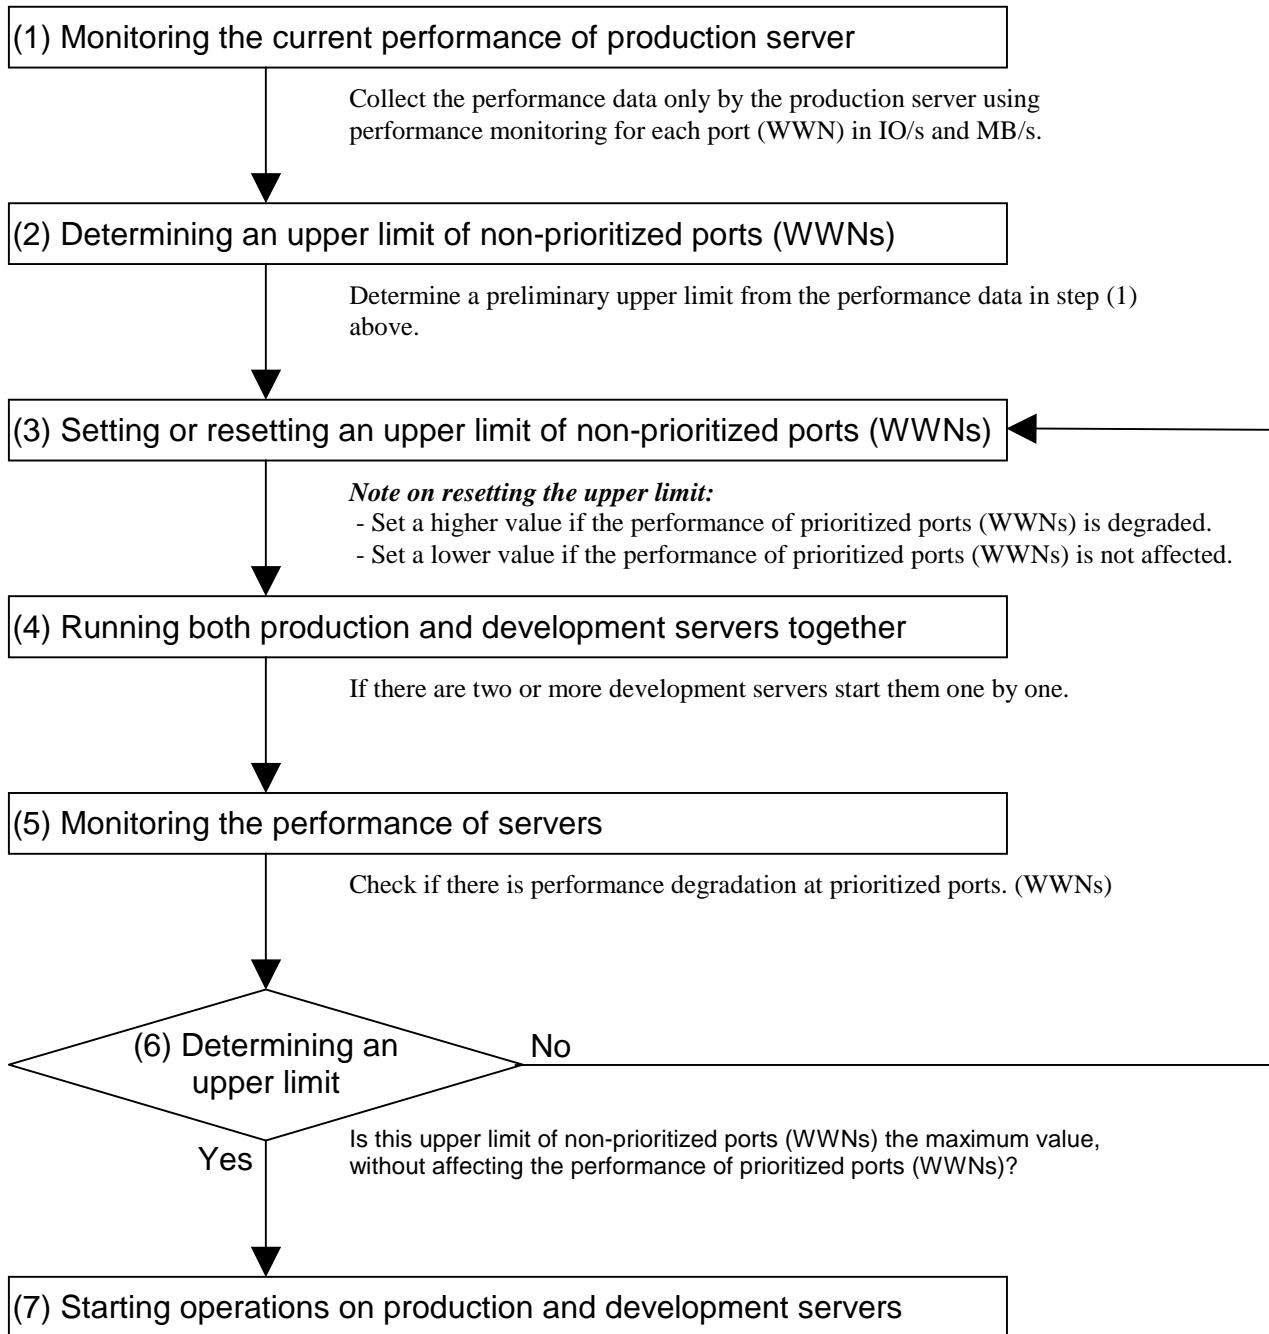 (1) Monitoring the current performance of production server
Collect the performance data only by the production server using
performance monitoring for each port (WWN) in IO/s and MB/s.
(2) Determining an upper limit of non-prioritized ports (WWNs)
Determine a preliminary upper limit from the performance data in step (1)
above.
(3) Setting or resetting an upper limit of non-prioritized ports (WWNs)
Note on resetting the upper limit:
- Set a higher value if the performance of prioritized ports (WWNs) is degraded.
- Set a lower value if the performance of prioritized ports (WWNs) is not affected.
(4) Running both production and development servers together
If there are two or more development servers start them one by one.
(5) Monitoring the performance of servers
Check if there is performance degradation at prioritized ports. (WWNs)
(6) Determining an
upper limit
No
Yes
Is this upper limit of non-prioritized ports (WWNs) the maximum value,
without affecting the performance of prioritized ports (WWNs)?
(7) Starting operations on production and development servers